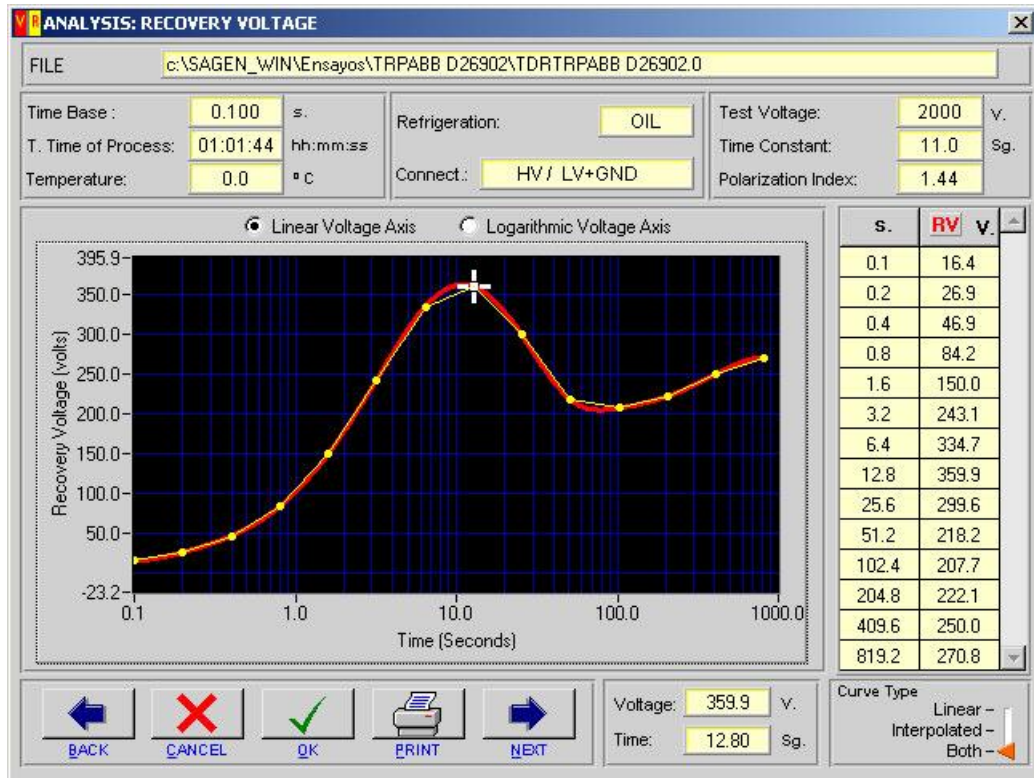 VR ANALYSIS: RECOVERY VOLTAGE
FILE c:\SAGEN_WIN\Ensayos\TRPABB D26902\TDRTRPABB D26902.0
Time Base : 0.100 s.
T. Time of Process: 01:01:44 hh:mm:ss
Temperature: 0.0 º C
Refrigeration: OIL
Connect.: HV / LV+GND
Test Voltage: 2000 V.
Time Constant: 11.0 Sg.
Polarization Index: 1.44
Linear Voltage Axis Logarithmic Voltage Axis
395.9
350.0
300.0
250.0
200.0
150.0
100.0
50.0
-23.2
Recovery Voltage (volts)
0.1 1.0 10.0 100.0 1000.0
Time (Seconds)
s. RV V.
0.1 16.4
0.2 26.9
0.4 46.9
0.8 84.2
1.6 150.0
3.2 243.1
6.4 334.7
12.8 359.9
25.6 299.6
51.2 218.2
102.4 207.7
204.8 222.1
409.6 250.0
819.2 270.8
BACK CANCEL OK PRINT NEXT
Voltage: 359.9 V.
Time: 12.80 Sg.
Curve Type
Linear
Interpolated
Both